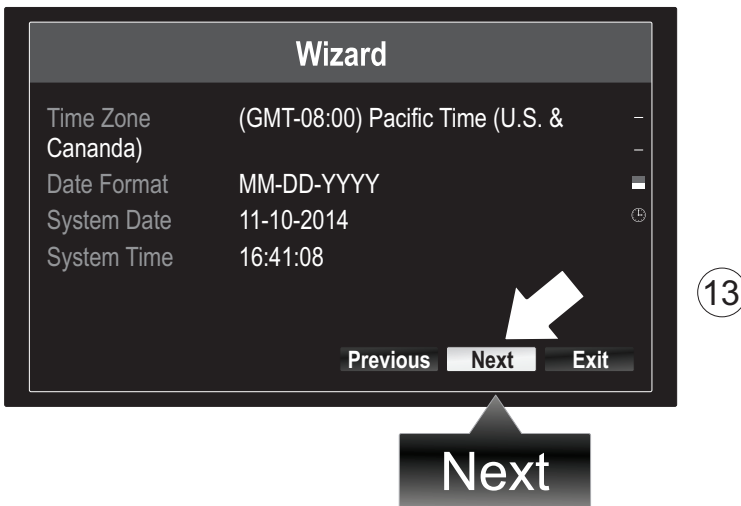 Wizard
Time Zone (GMT-08:00) Pacific Time (U.S. &
Cananda)
Date Format MM-DD-YYYY
System Date 11-10-2014
System Time 16:41:08
13
Previous Next Exit
Next